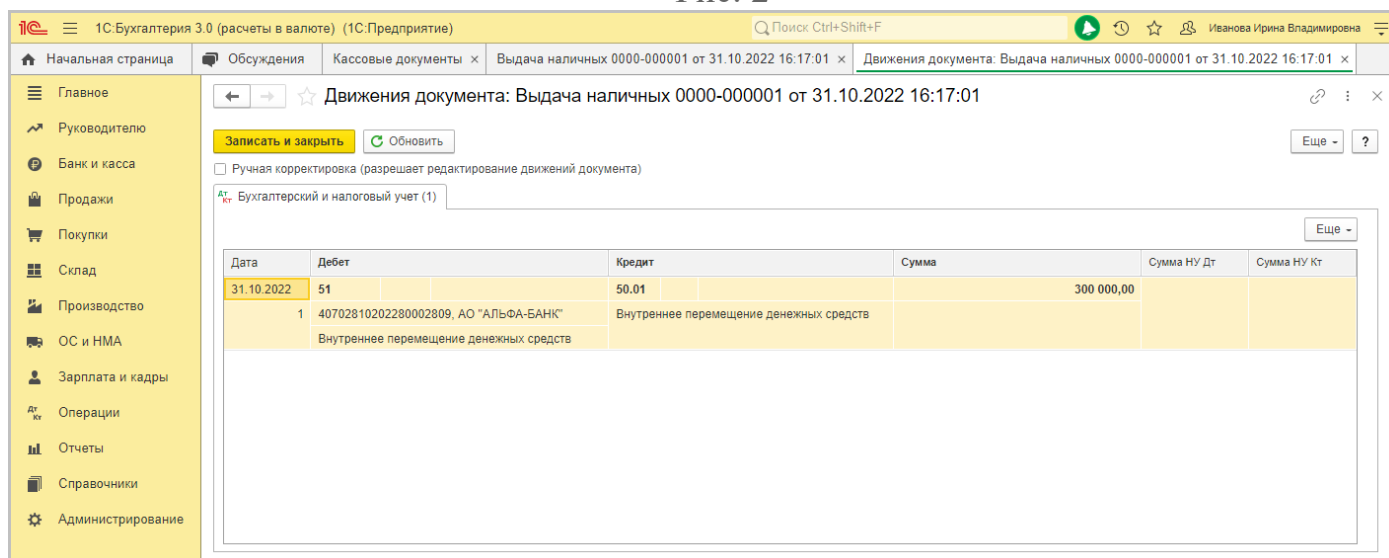 Рис. 2
1С:Бухгалтерия 3.0 (расчеты в валюте) (1С:Предприятие) Поиск Ctrl+Shift+F Иванова Ирина Владимировна
Начальная страница Обсуждения Кассовые документы × Выдача наличных 0000-000001 от 31.10.2022 16:17:01 × Движения документа: Выдача наличных 0000-000001 от 31.10.2022 16:17:01 ×
Главное
Руководителю
Банк и касса
Продажи
Покупки
Склад
Производство
ОС и НМА
Зарплата и кадры
Операции
Отчеты
Справочники
Администрирование
Движения документа: Выдача наличных 0000-000001 от 31.10.2022 16:17:01
Записать и закрыть Обновить Еще ?
Ручная корректировка (разрешает редактирование движений документа)
Дт Кт Бухгалтерский и налоговый учет (1)
Еще
Дата Дебет Кредит Сумма Сумма НУ Дт Сумма НУ Кт
31.10.2022 51 50.01 300 000,00
1 40702810202280002809, АО "АЛЬФА-БАНК" Внутреннее перемещение денежных средств
Внутреннее перемещение денежных средств